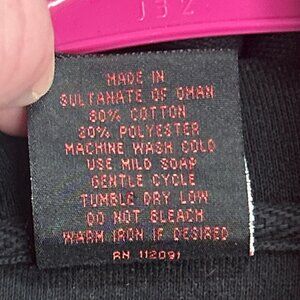 J32
MADE IN
SULTANATE OF OMAN
80% COTTON
20% POLYESTER
MACHINE WASH COLD
USE MILD SOAP
GENTLE CYCLE
TUMBLE DRY LOW
DO NOT BLEACH
WARM IRON IF DESIRED
RN 112091